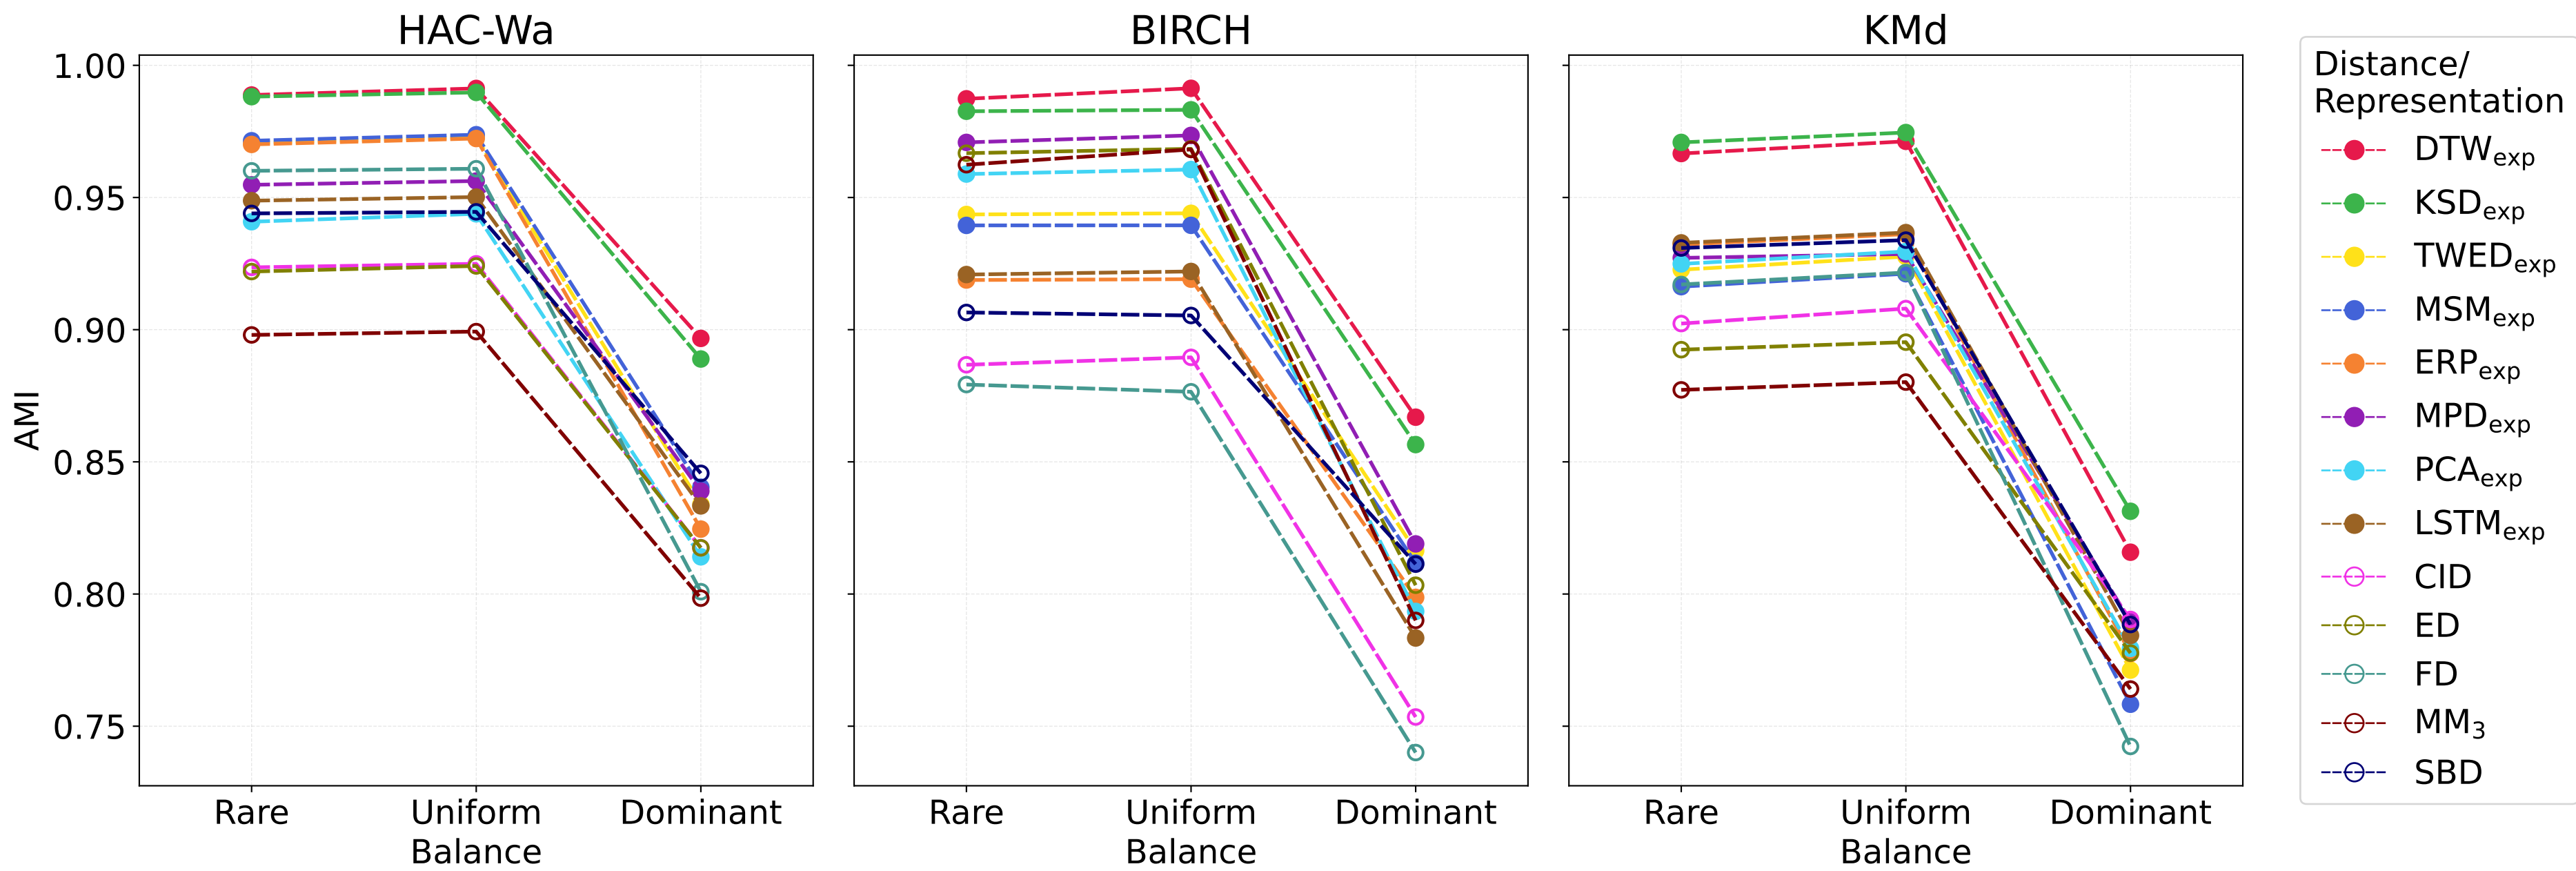 HAC-Wa
BIRCH
KMd
AMI
1.00
0.95
0.90
0.85
0.80
0.75
Rare
Uniform
Dominant
Balance
Rare
Uniform
Dominant
Balance
Rare
Uniform
Dominant
Balance
Distance/
Representation
DTWexp
KSDexp
TWEDexp
MSMexp
ERPexp
MPDexp
PCAexp
LSTMexp
CID
ED
FD
MM3
SBD